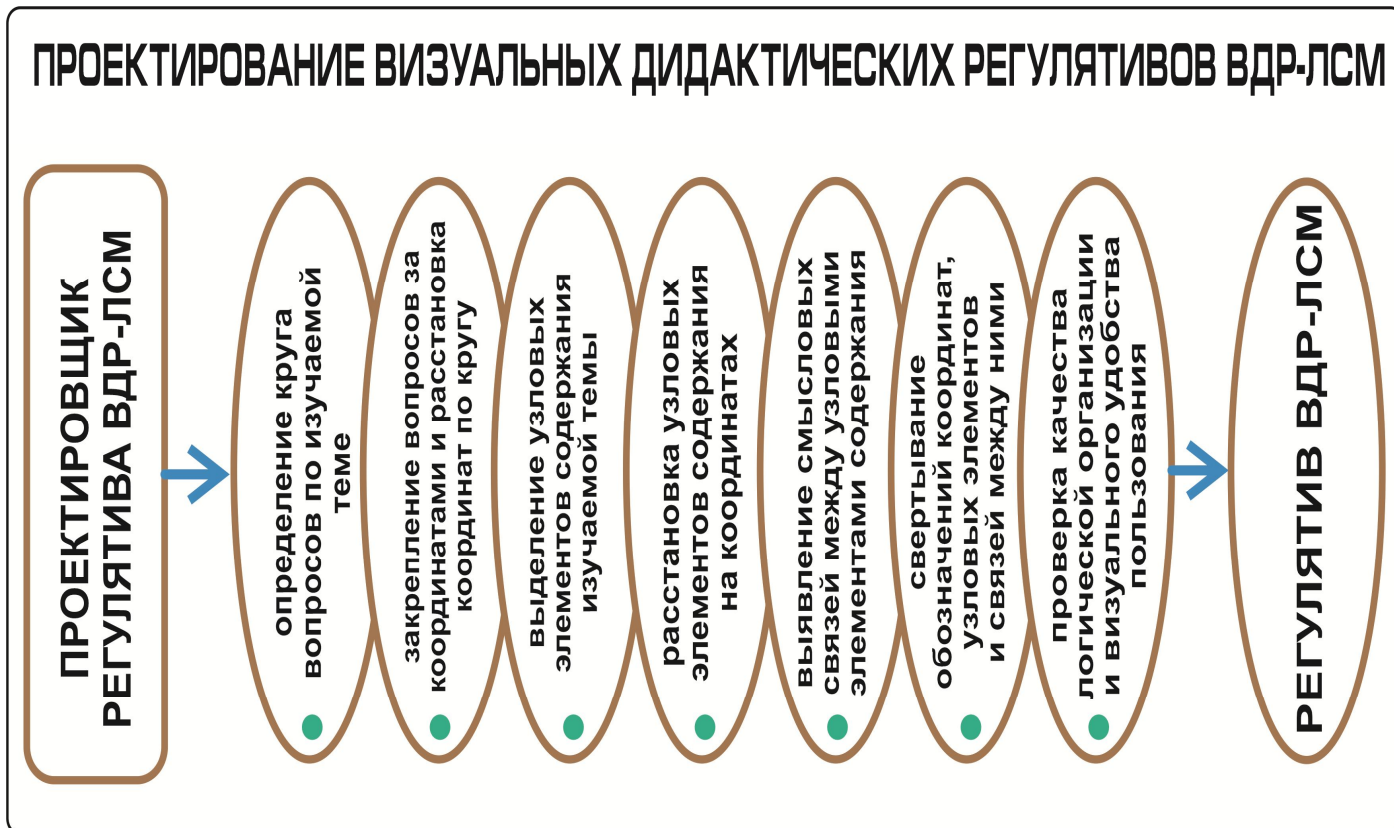 ПРОЕКТИРОВАНИЕ ВИЗУАЛЬНЫХ ДИДАКТИЧЕСКИХ РЕГУЛЯТИВОВ ВДР-ЛСМ
ПРОЕКТИРОВЩИК
РЕГУЛЯТИВА ВДР-ЛСМ
определение круга
вопросов по изучаемой
теме
закрепление вопросов за
координатами и расстановка
координат по кругу
выделение узловых
элементов содержания
изучаемой темы
расстановка узловых
элементов содержания
на координатах
выявление смысловых
связей между узловыми
элементами содержания
свертывание
обозначений координат,
узловых элементов
и связей между ними
проверка качества
логической организации
и визуального удобства
пользования
РЕГУЛЯТИВ ВДР-ЛСМ